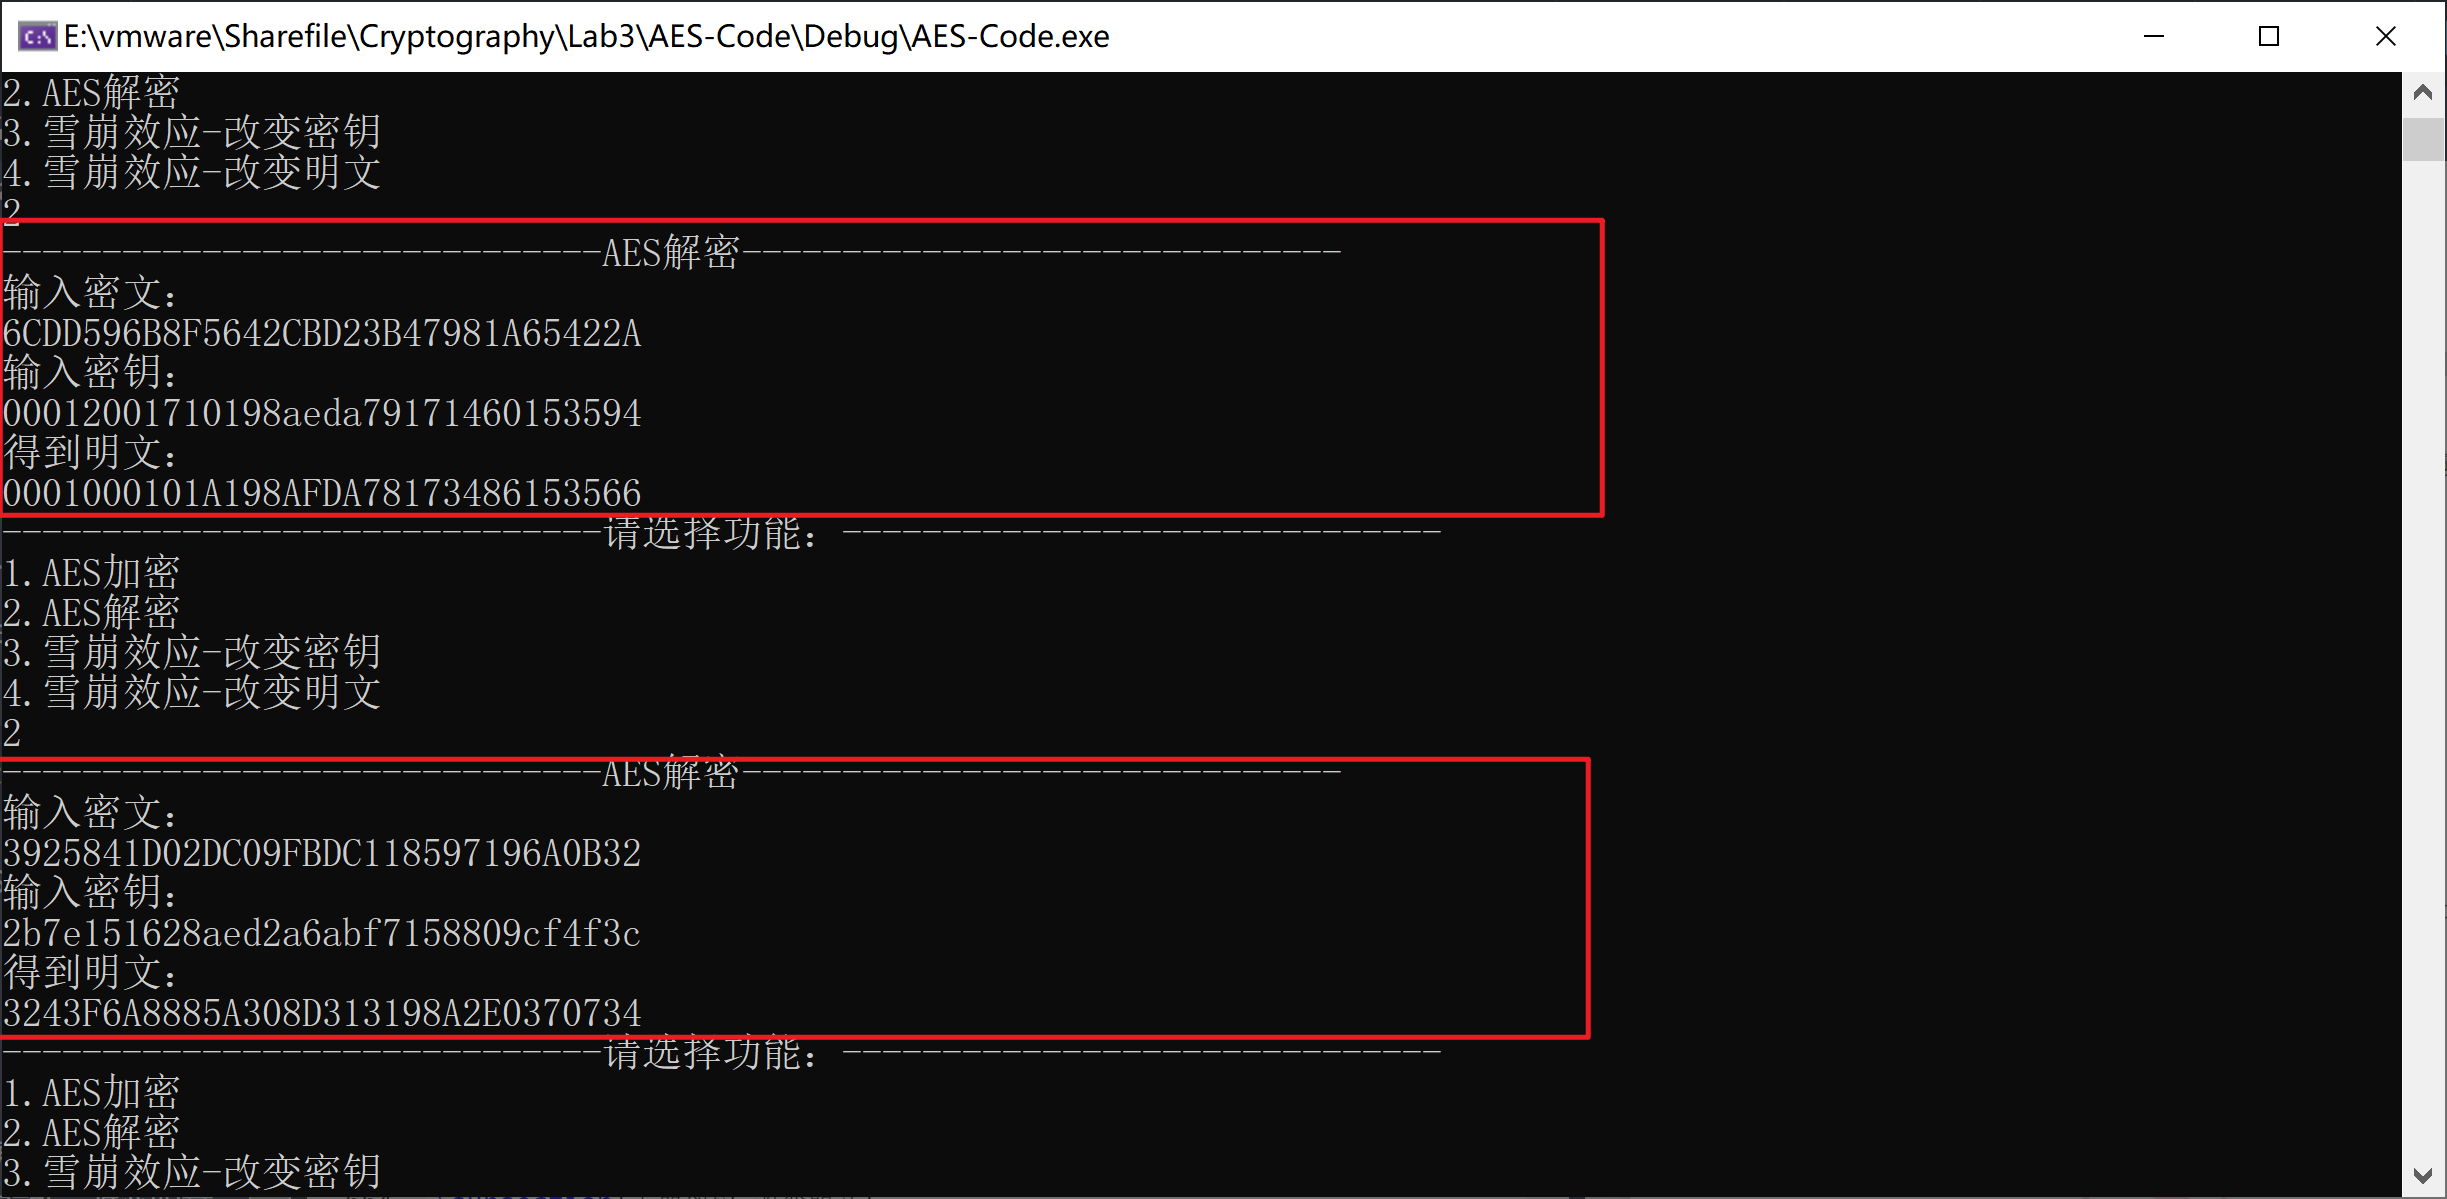 E:\vmware\Sharefile\Cryptography\Lab3\AES-Code\Debug\AES-Code.exe
2.AES解密
3.雪崩效应-改变密钥
4.雪崩效应-改变明文
2
------------------------------AES解密------------------------------
输入密文：
6CDD596B8F5642CBD23B47981A65422A
输入密钥：
00012001710198aeda79171460153594
得到明文：
0001000101A198AFDA78173486153566
------------------------------请选择功能：------------------------------
1.AES加密
2.AES解密
3.雪崩效应-改变密钥
4.雪崩效应-改变明文
2
------------------------------AES解密------------------------------
输入密文：
3925841D02DC09FBDC118597196A0B32
输入密钥：
2b7e151628aed2a6abf7158809cf4f3c
得到明文：
3243F6A8885A308D313198A2E0370734
------------------------------请选择功能：------------------------------
1.AES加密
2.AES解密
3.雪崩效应-改变密钥